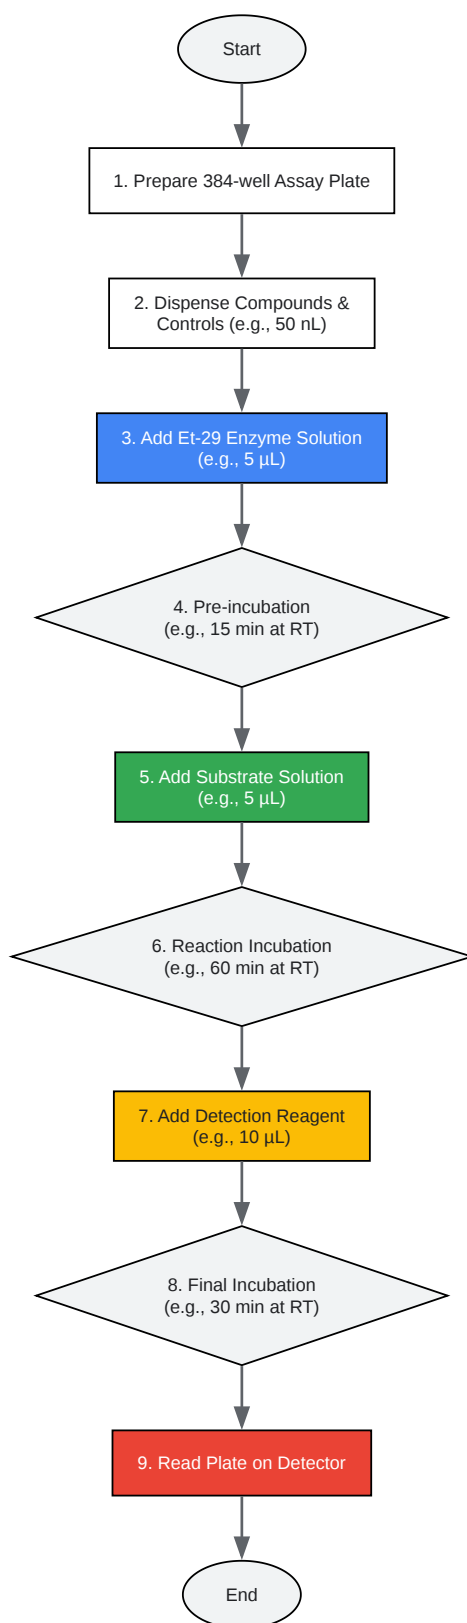 Start
1. Prepare 384-well Assay Plate
2. Dispense Compounds &
Controls (e.g., 50 nL)
3. Add Et-29 Enzyme Solution
(e.g., 5 µL)
4. Pre-incubation
(e.g., 15 min at RT)
5. Add Substrate Solution
(e.g., 5 µL)
6. Reaction Incubation
(e.g., 60 min at RT)
7. Add Detection Reagent
(e.g., 10 µL)
8. Final Incubation
(e.g., 30 min at RT)
9. Read Plate on Detector
End